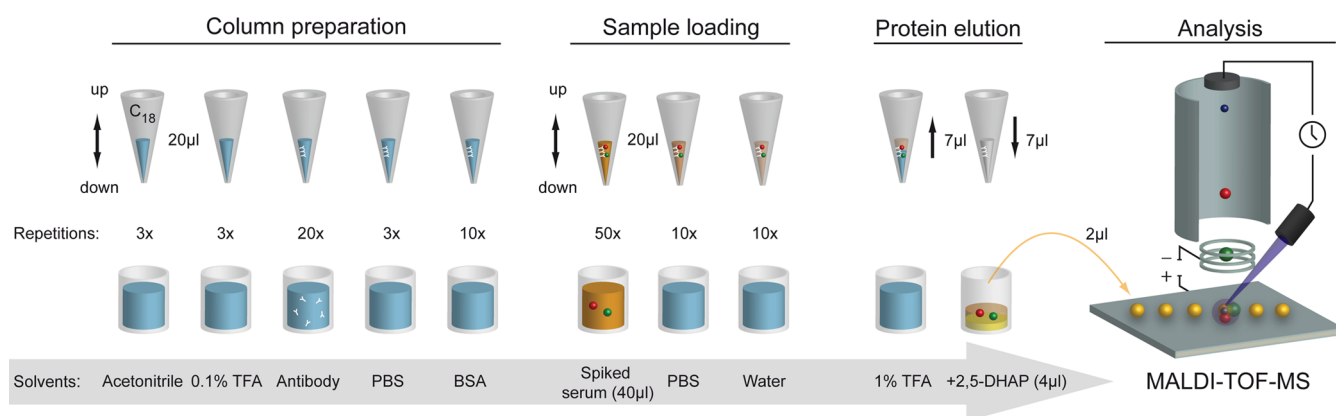 Column preparation
Sample loading
Protein elution
Analysis
up
down
C18
20µl
up
down
20µl
7µl
7µl
Repetitions: 3x 3x 20x 3x 10x 50x 10x 10x
2µl
–
+
Solvents: Acetonitrile 0.1% TFA Antibody PBS BSA Spiked serum (40µl) PBS Water 1% TFA +2,5-DHAP (4µl)
MALDI-TOF-MS